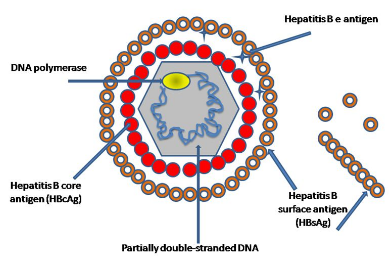 Hepatitis B e antigen
DNA polymerase
Hepatitis B core
antigen (HBcAg)
Hepatitis B
surface antigen
(HBsAg)
Partially double-stranded DNA